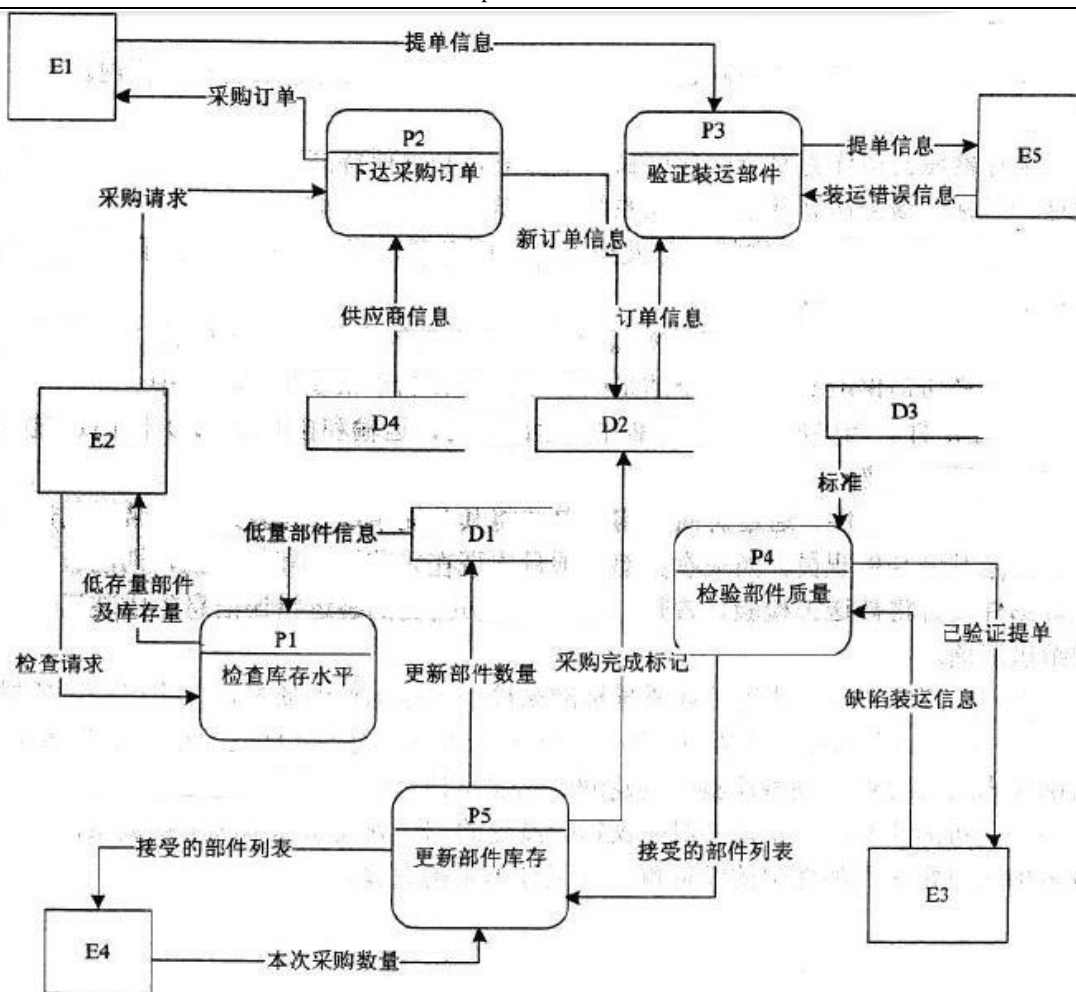 提单信息
E1
采购订单
P2
下达采购订单
P3
验证装运部件
提单信息
E5
装运错误信息
采购请求
新订单信息
供应商信息
订单信息
E2
D4
D2
D3
标准
低量部件信息
D1
低存量部件
及库存量
P4
检验部件质量
P1
检查库存水平
检查请求
更新部件数量
采购完成标记
已验证提单
缺陷装送信息
P5
更新部件库存
接受的部件列表
接受的部件列表
E3
E4
本次采购数量